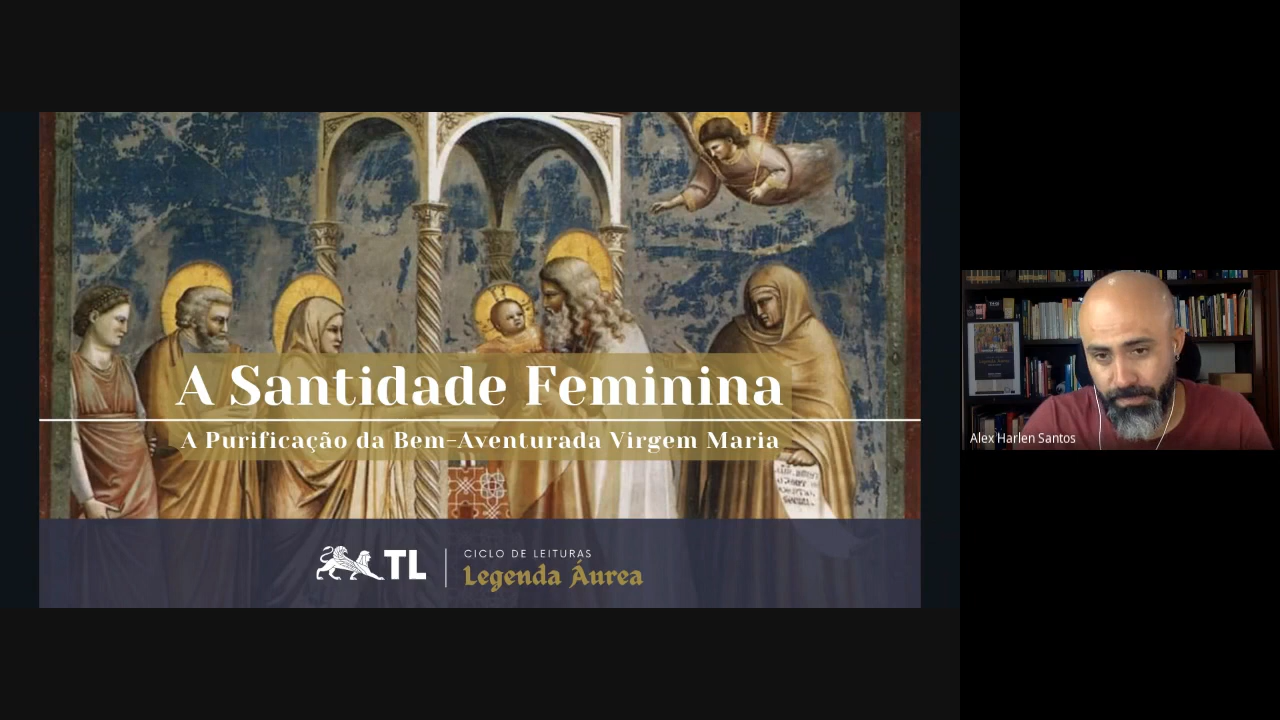 A Santidade Feminina
A Purificação da Bem-Aventurada Virgem Maria
TL
CICLO DE LEITURAS
Legenda Áurea
Alex Harlen Santos